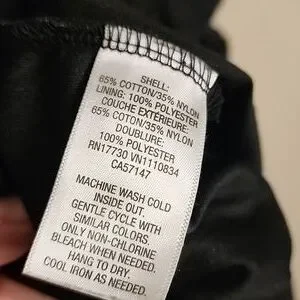 SHELL:
65% COTTON/35% NYLON
LINING: 100% POLYESTER
COUCHE EXTÉRIEURE:
65% COTTON/35% NYLON
DOUBLURE:
100% POLYESTER
RN17730 VN1110834
CA57147
MACHINE WASH COLD
INSIDE OUT.
GENTLE CYCLE WITH
SIMILAR COLORS.
ONLY NON-CHLORINE
BLEACH WHEN NEEDED.
HANG TO DRY.
COOL IRON AS NEEDED.